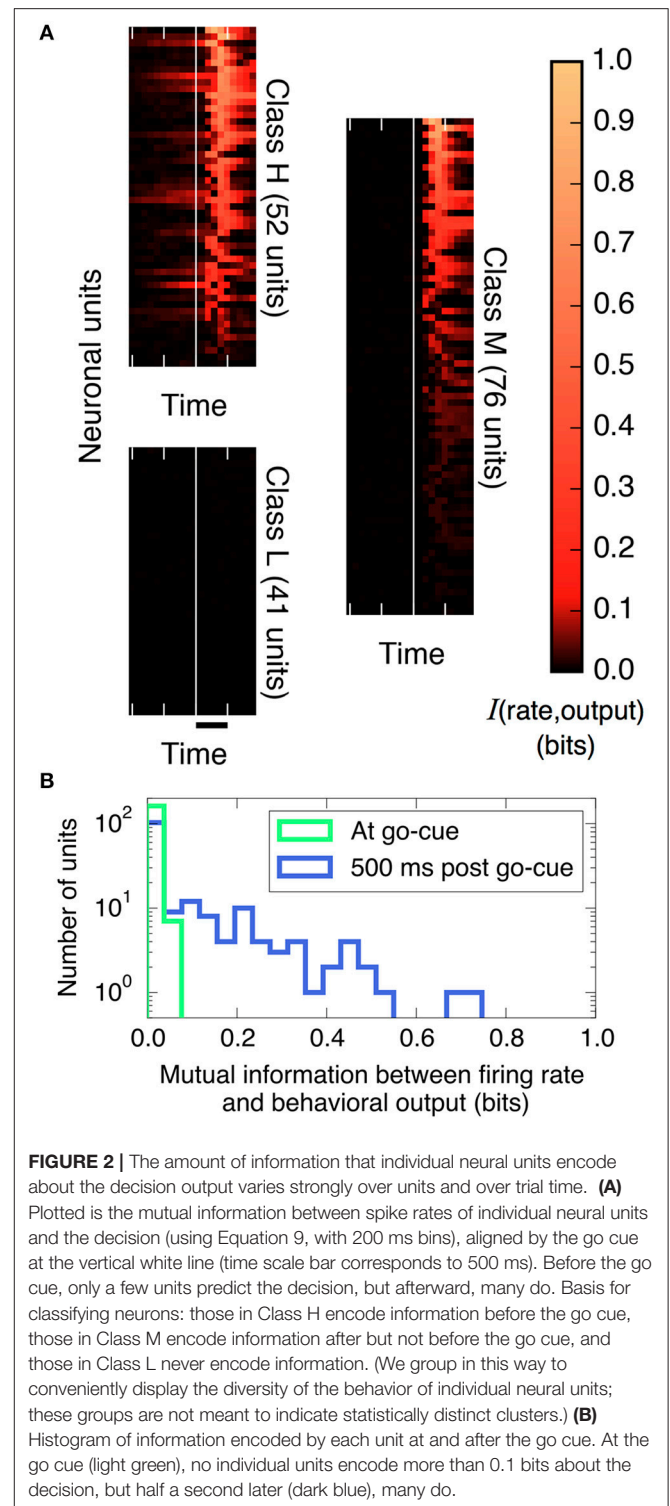 A
Neuronal units
Class H (52 units)
Time
Class L (41 units)
Time
Class M (76 units)
Time
1.0
0.9
0.8
0.7
0.6
0.5
0.4
0.3
0.2
0.1
0.0
I(rate,output)
(bits)
B
Number of units
10²
10¹
10⁰
At go-cue
500 ms post go-cue
0.0 0.2 0.4 0.6 0.8 1.0
Mutual information between firing rate
and behavioral output (bits)
FIGURE 2 | The amount of information that individual neural units encode
about the decision output varies strongly over units and over trial time. (A)
Plotted is the mutual information between spike rates of individual neural units
and the decision (using Equation 9, with 200 ms bins), aligned by the go cue
at the vertical white line (time scale bar corresponds to 500 ms). Before the go
cue, only a few units predict the decision, but afterward, many do. Basis for
classifying neurons: those in Class H encode information before the go cue,
those in Class M encode information after but not before the go cue, and
those in Class L never encode information. (We group in this way to
conveniently display the diversity of the behavior of individual neural units;
these groups are not meant to indicate statistically distinct clusters.) (B)
Histogram of information encoded by each unit at and after the go cue. At the
go cue (light green), no individual units encode more than 0.1 bits about the
decision, but half a second later (dark blue), many do.